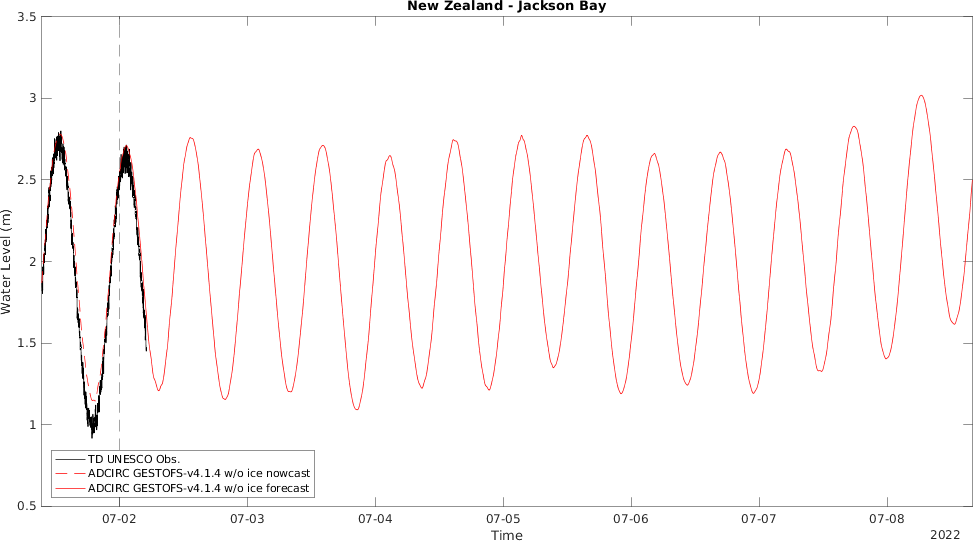 New Zealand - Jackson Bay
3.5
3
2.5
2
1.5
1
0.5
Water Level (m)
TD UNESCO Obs.
ADCIRC GESTOFS-v4.1.4 w/o ice nowcast
ADCIRC GESTOFS-v4.1.4 w/o ice forecast
07-02 07-03 07-04 07-05 07-06 07-07 07-08
Time
2022